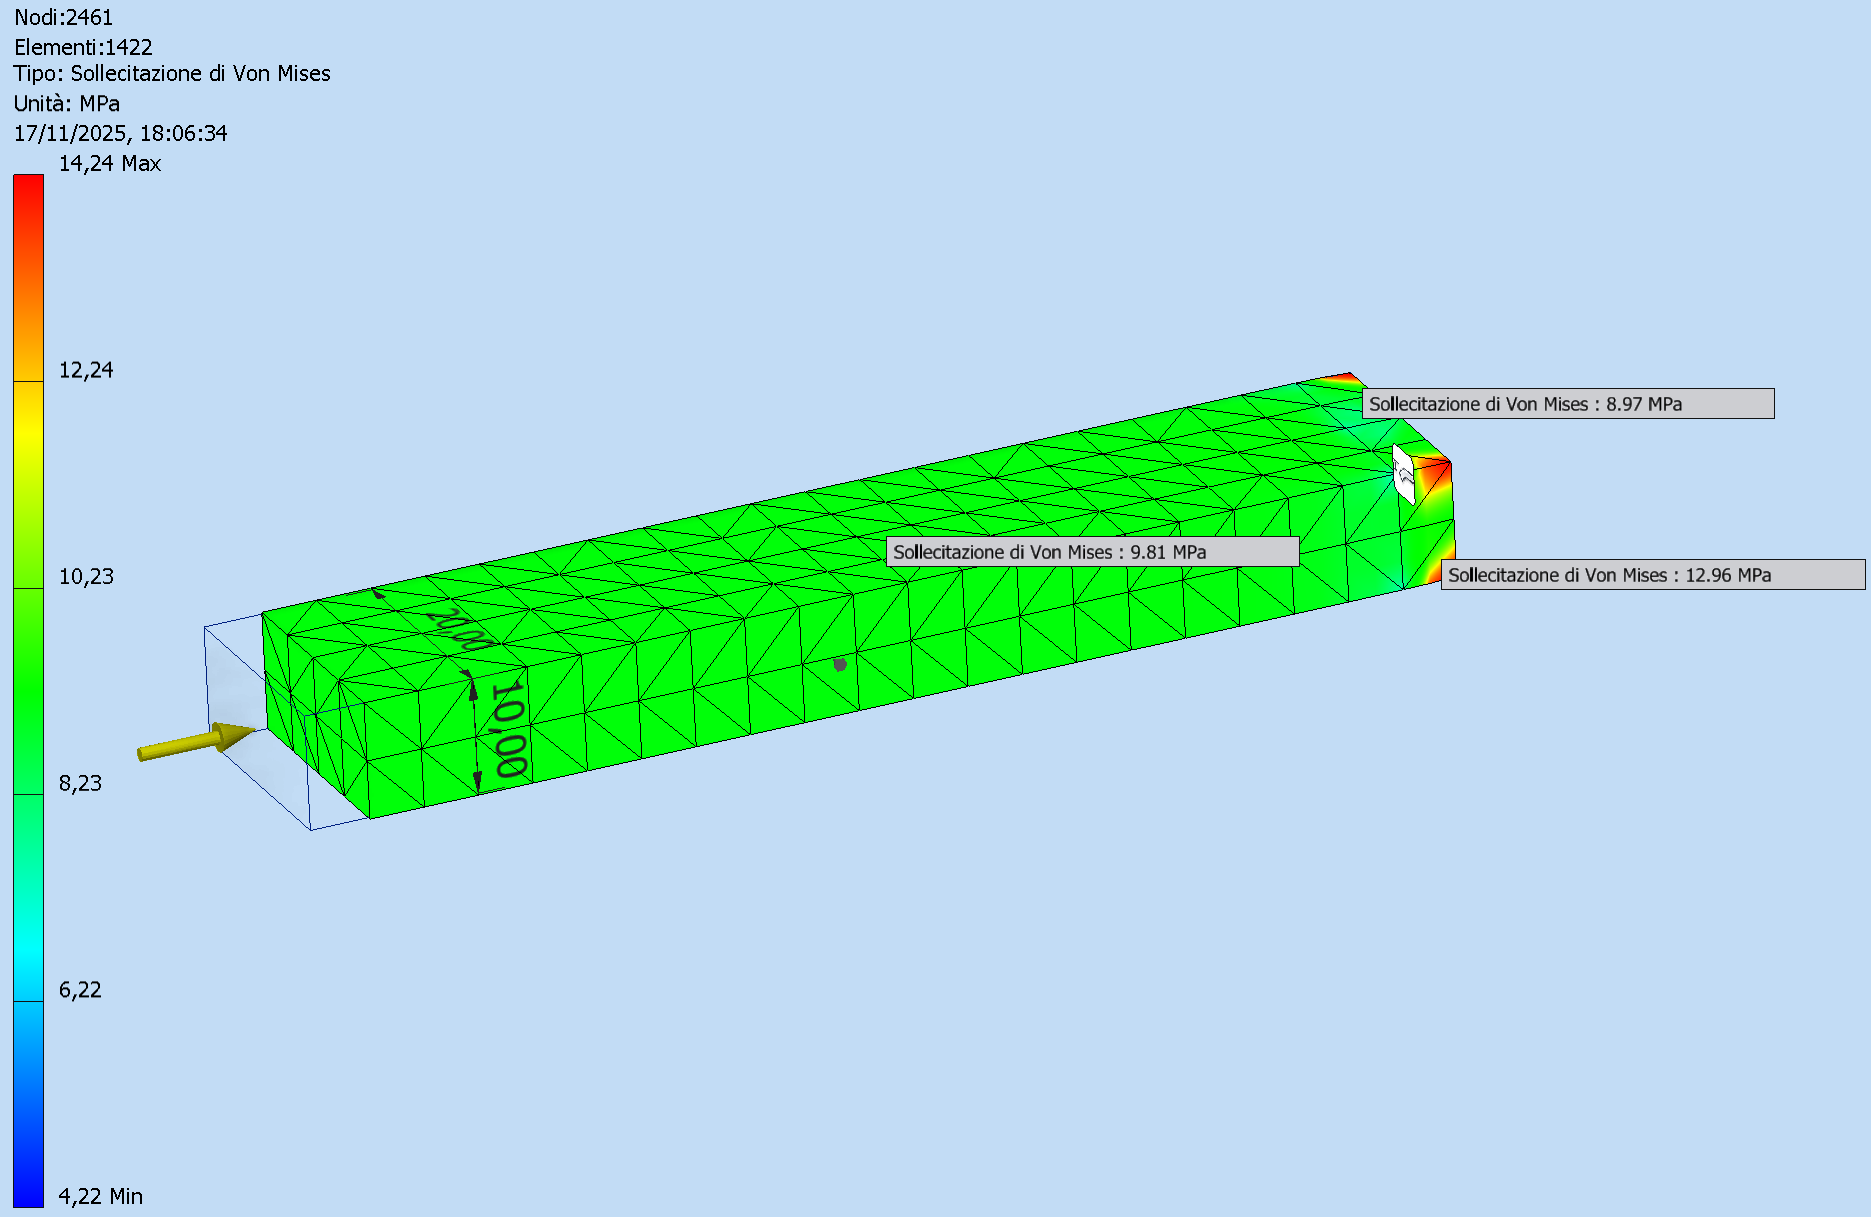 Nodi:2461
Elementi:1422
Tipo: Sollecitazione di Von Mises
Unità: MPa
17/11/2025, 18:06:34
14,24 Max
12,24
10,23
8,23
6,22
4,22 Min
Sollecitazione di Von Mises : 8.97 MPa
Sollecitazione di Von Mises : 9.81 MPa
Sollecitazione di Von Mises : 12.96 MPa
20,00
10,00